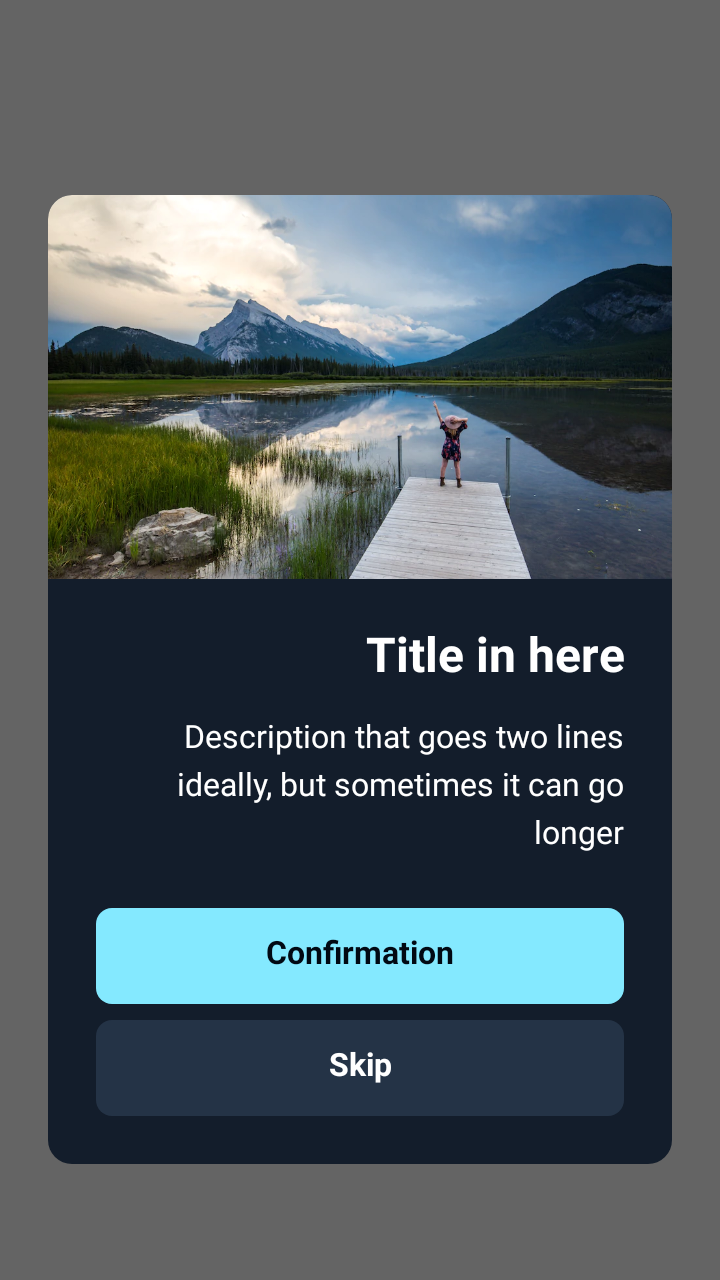 Title in here
Description that goes two lines
ideally, but sometimes it can go
longer
Confirmation
Skip